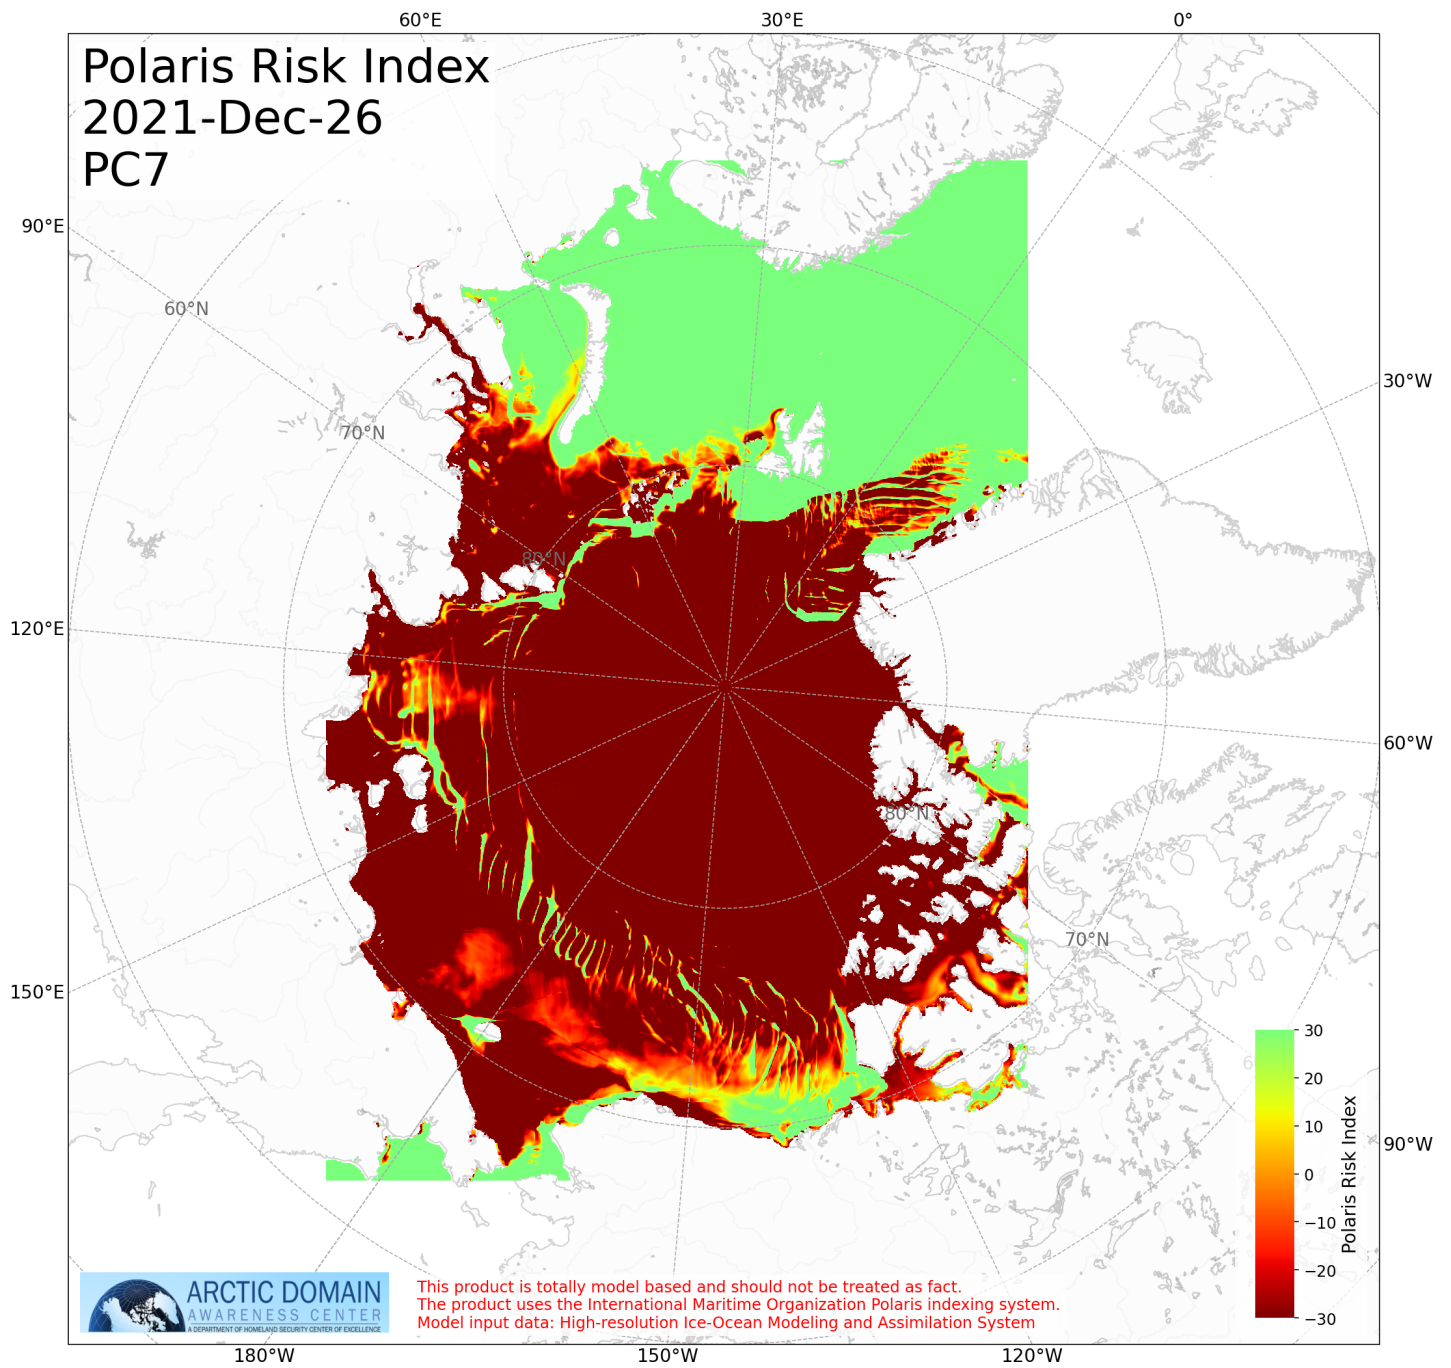 60°E
30°E
0°
Polaris Risk Index
2021-Dec-26
PC7
90°E
60°N
30°W
70°N
80°N
120°E
60°W
80°N
70°N
150°E
30
20
10
0
−10
−20
−30
Polaris Risk Index
90°W
ARCTIC DOMAIN
AWARENESS CENTER
A DEPARTMENT OF HOMELAND SECURITY CENTER OF EXCELLENCE
This product is totally model based and should not be treated as fact.
The product uses the International Maritime Organization Polaris indexing system.
Model input data: High-resolution Ice-Ocean Modeling and Assimilation System
180°W
150°W
120°W